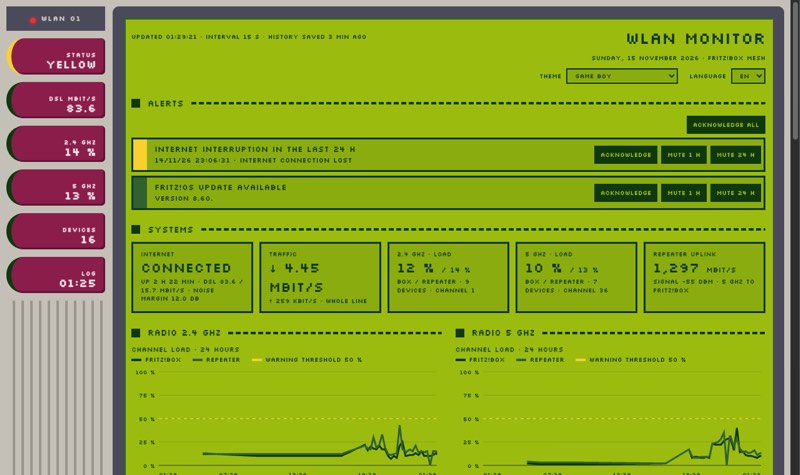 WLAN 01
STATUS
YELLOW
DSL MBIT/S
83.6
2.4 GHZ
14 %
5 GHZ
13 %
DEVICES
16
LOG
01:25
UPDATED 01:29:21 · INTERVAL 15 S · HISTORY SAVED 3 MIN AGO
WLAN MONITOR
SUNDAY, 15 NOVEMBER 2026 · FRITZ!BOX MESH
THEME GAME BOY LANGUAGE EN
ALERTS
ACKNOWLEDGE ALL
INTERNET INTERRUPTION IN THE LAST 24 H
14/11/26 23:06:31 · INTERNET CONNECTION LOST
ACKNOWLEDGE MUTE 1 H MUTE 24 H
FRITZ!OS UPDATE AVAILABLE
VERSION 8.60.
ACKNOWLEDGE MUTE 1 H MUTE 24 H
SYSTEMS
INTERNET
CONNECTED
UP 2 H 22 MIN · DSL 83.6 /
15.7 MBIT/S · NOISE
MARGIN 12.0 DB
TRAFFIC
↓ 4.45
MBIT/S
↑ 259 KBIT/S · WHOLE LINE
2.4 GHZ · LOAD
12 % / 14 %
BOX / REPEATER · 9
DEVICES · CHANNEL 1
5 GHZ · LOAD
10 % / 13 %
BOX / REPEATER · 7
DEVICES · CHANNEL 36
REPEATER UPLINK
1,297 MBIT/S
SIGNAL -55 DBM · 5 GHZ TO
FRITZ!BOX
RADIO 2.4 GHZ
CHANNEL LOAD · 24 HOURS
FRITZ!BOX REPEATER WARNING THRESHOLD 50 %
100 %
75 %
50 %
25 %
0 %
RADIO 5 GHZ
CHANNEL LOAD · 24 HOURS
FRITZ!BOX REPEATER WARNING THRESHOLD 50 %
100 %
75 %
50 %
25 %
0 %